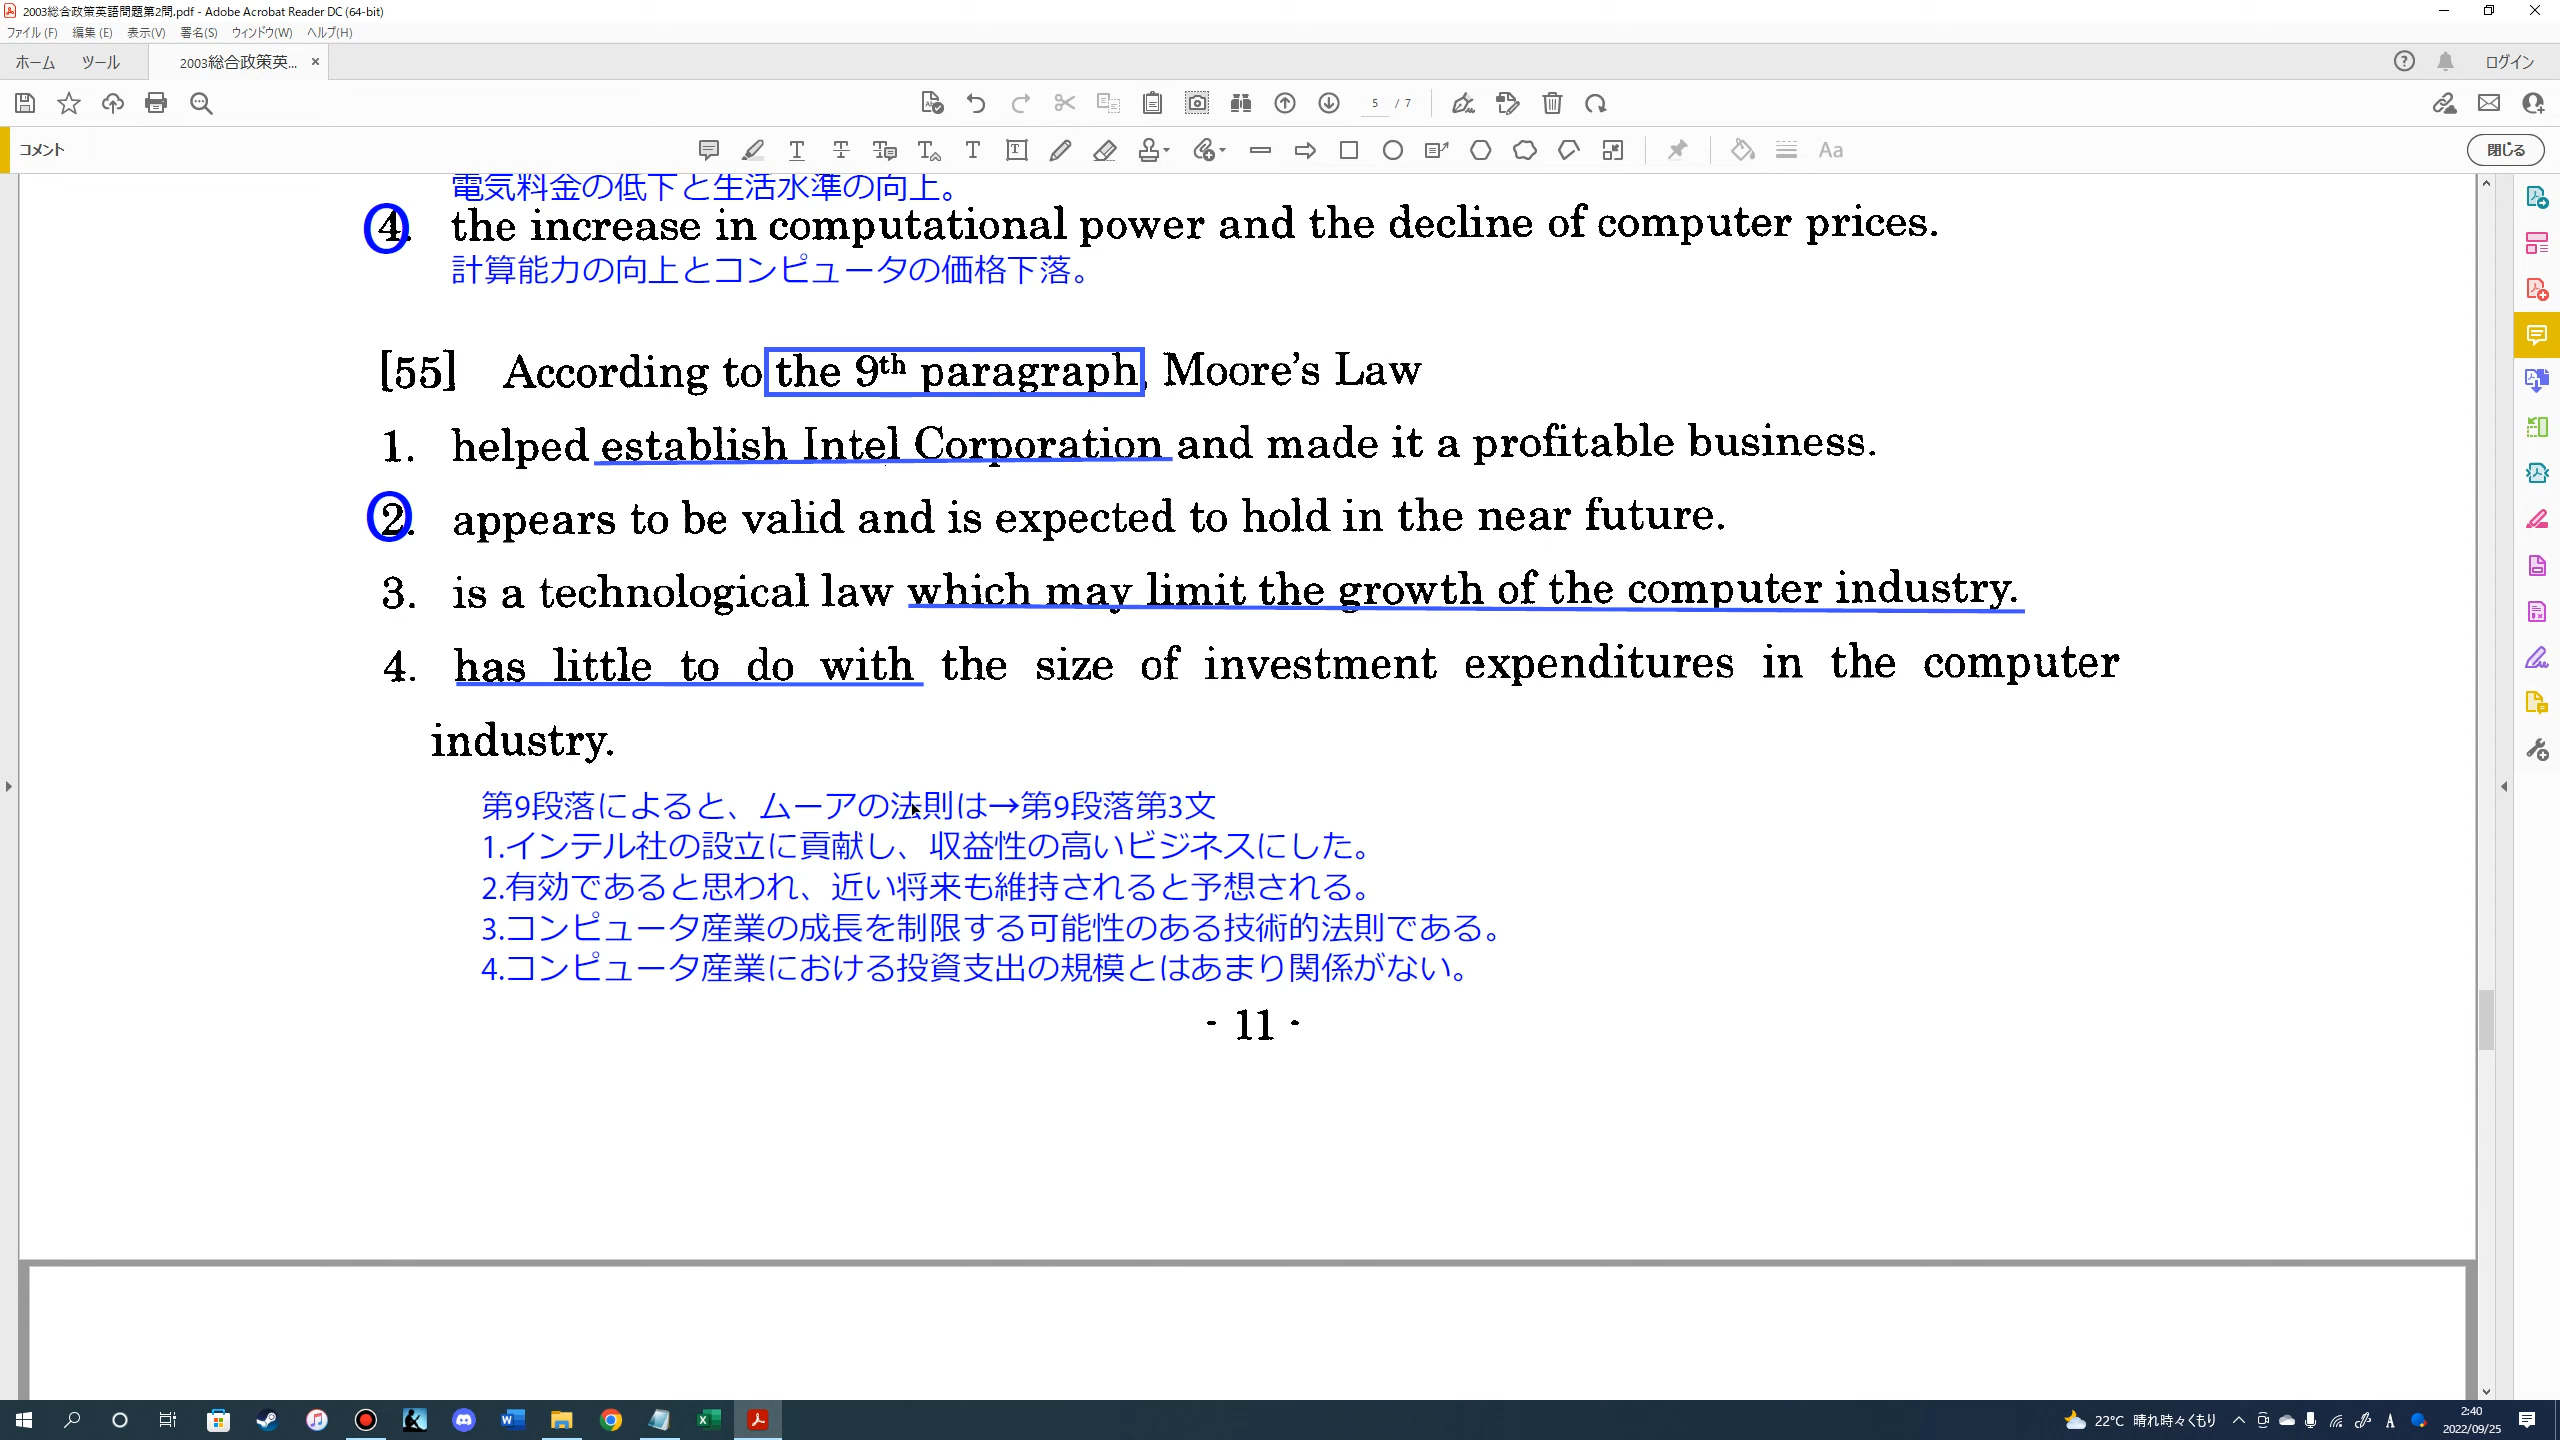 2003総合政策英語問題第2問.pdf - Adobe Acrobat Reader DC (64-bit)
ファイル(F) 編集(E) 表示(V) 署名(S) ウィンドウ(W) ヘルプ(H)
ホーム ツール 2003総合政策英... × ログイン
5 / 7
コメント Aa 閉じる
電気料金の低下と生活水準の向上。
4. the increase in computational power and the decline of computer prices.
計算能力の向上とコンピュータの価格下落。
[55] According to the 9th paragraph, Moore's Law
1. helped establish Intel Corporation and made it a profitable business.
2. appears to be valid and is expected to hold in the near future.
3. is a technological law which may limit the growth of the computer industry.
4. has little to do with the size of investment expenditures in the computer
industry.
第9段落によると、ムーアの法則は→第9段落第3文
1.インテル社の設立に貢献し、収益性の高いビジネスにした。
2.有効であると思われ、近い将来も維持されると予想される。
3.コンピュータ産業の成長を制限する可能性のある技術的法則である。
4.コンピュータ産業における投資支出の規模とはあまり関係がない。
- 11 -
22°C 晴れ時々くもり A 2:40
2022/09/25